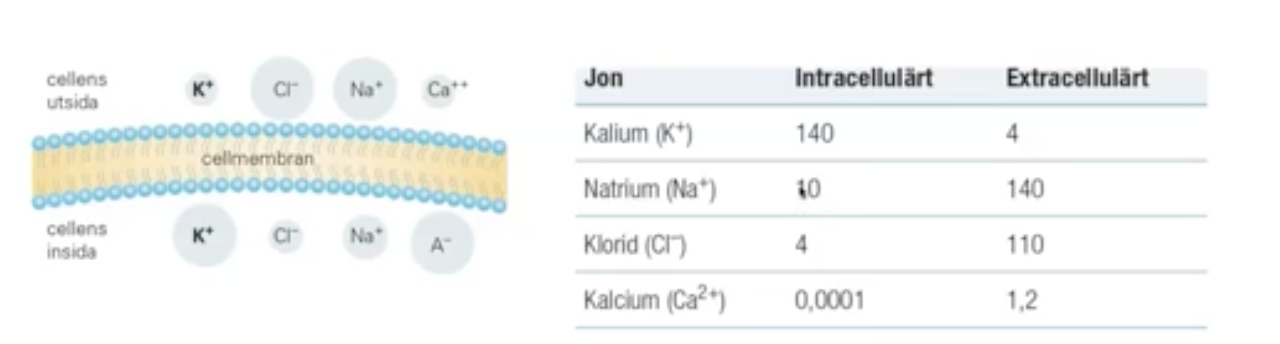 cellens
utsida
K⁺ Cl⁻ Na⁺ Ca⁺⁺
cellmembran
cellens
insida
K⁺ Cl⁻ Na⁺ A⁻
Jon Intracellulärt Extracellulärt
Kalium (K⁺) 140 4
Natrium (Na⁺) 10 140
Klorid (Cl⁻) 4 110
Kalcium (Ca²⁺) 0,0001 1,2